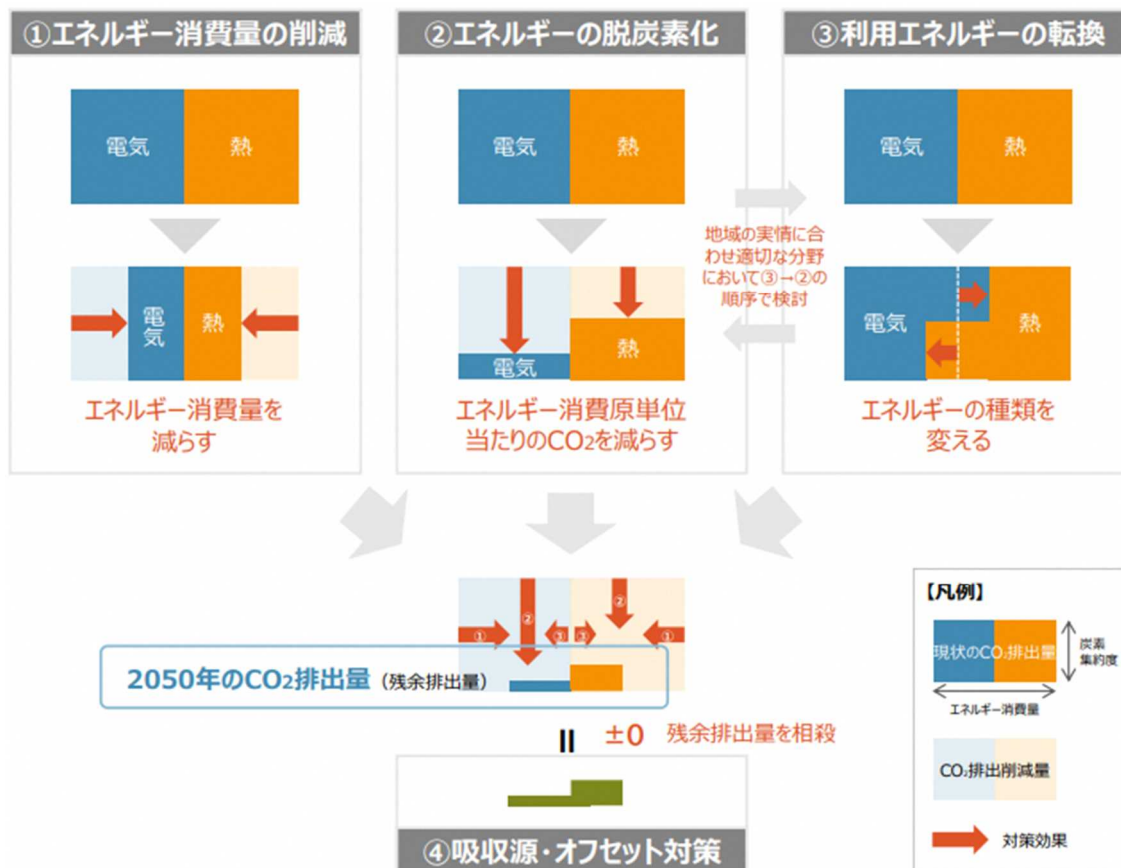 ①エネルギー消費量の削減
電気
熱
電気
熱
エネルギー消費量を
減らす
②エネルギーの脱炭素化
電気
熱
電気
熱
エネルギー消費原単位
当たりのCO₂を減らす
地域の実情に合
わせ適切な分野
において③→②の
順序で検討
③利用エネルギーの転換
電気
熱
電気
熱
エネルギーの種類を
変える
①
②
③
③
②
①
2050年のCO₂排出量（残余排出量）
=
±0 残余排出量を相殺
④吸収源・オフセット対策
【凡例】
現状のCO₂排出量
炭素
集約度
エネルギー消費量
CO₂排出削減量
対策効果